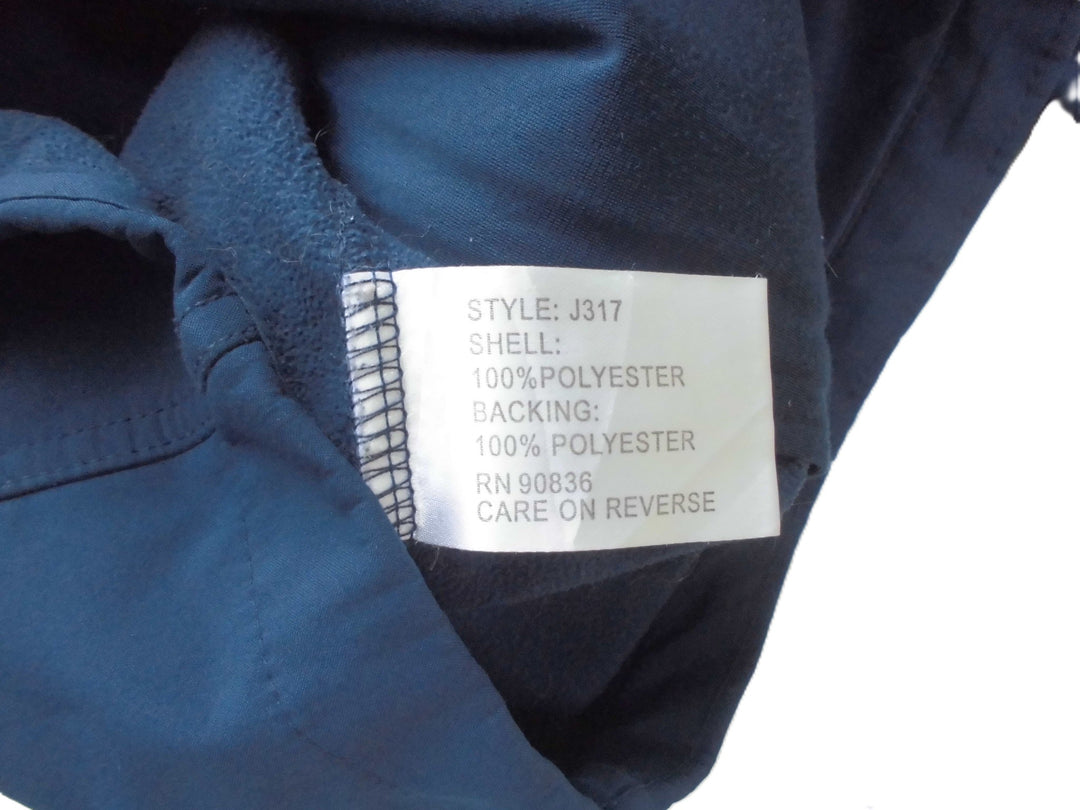 STYLE: J317
SHELL:
100%POLYESTER
BACKING:
100% POLYESTER
RN 90836
CARE ON REVERSE